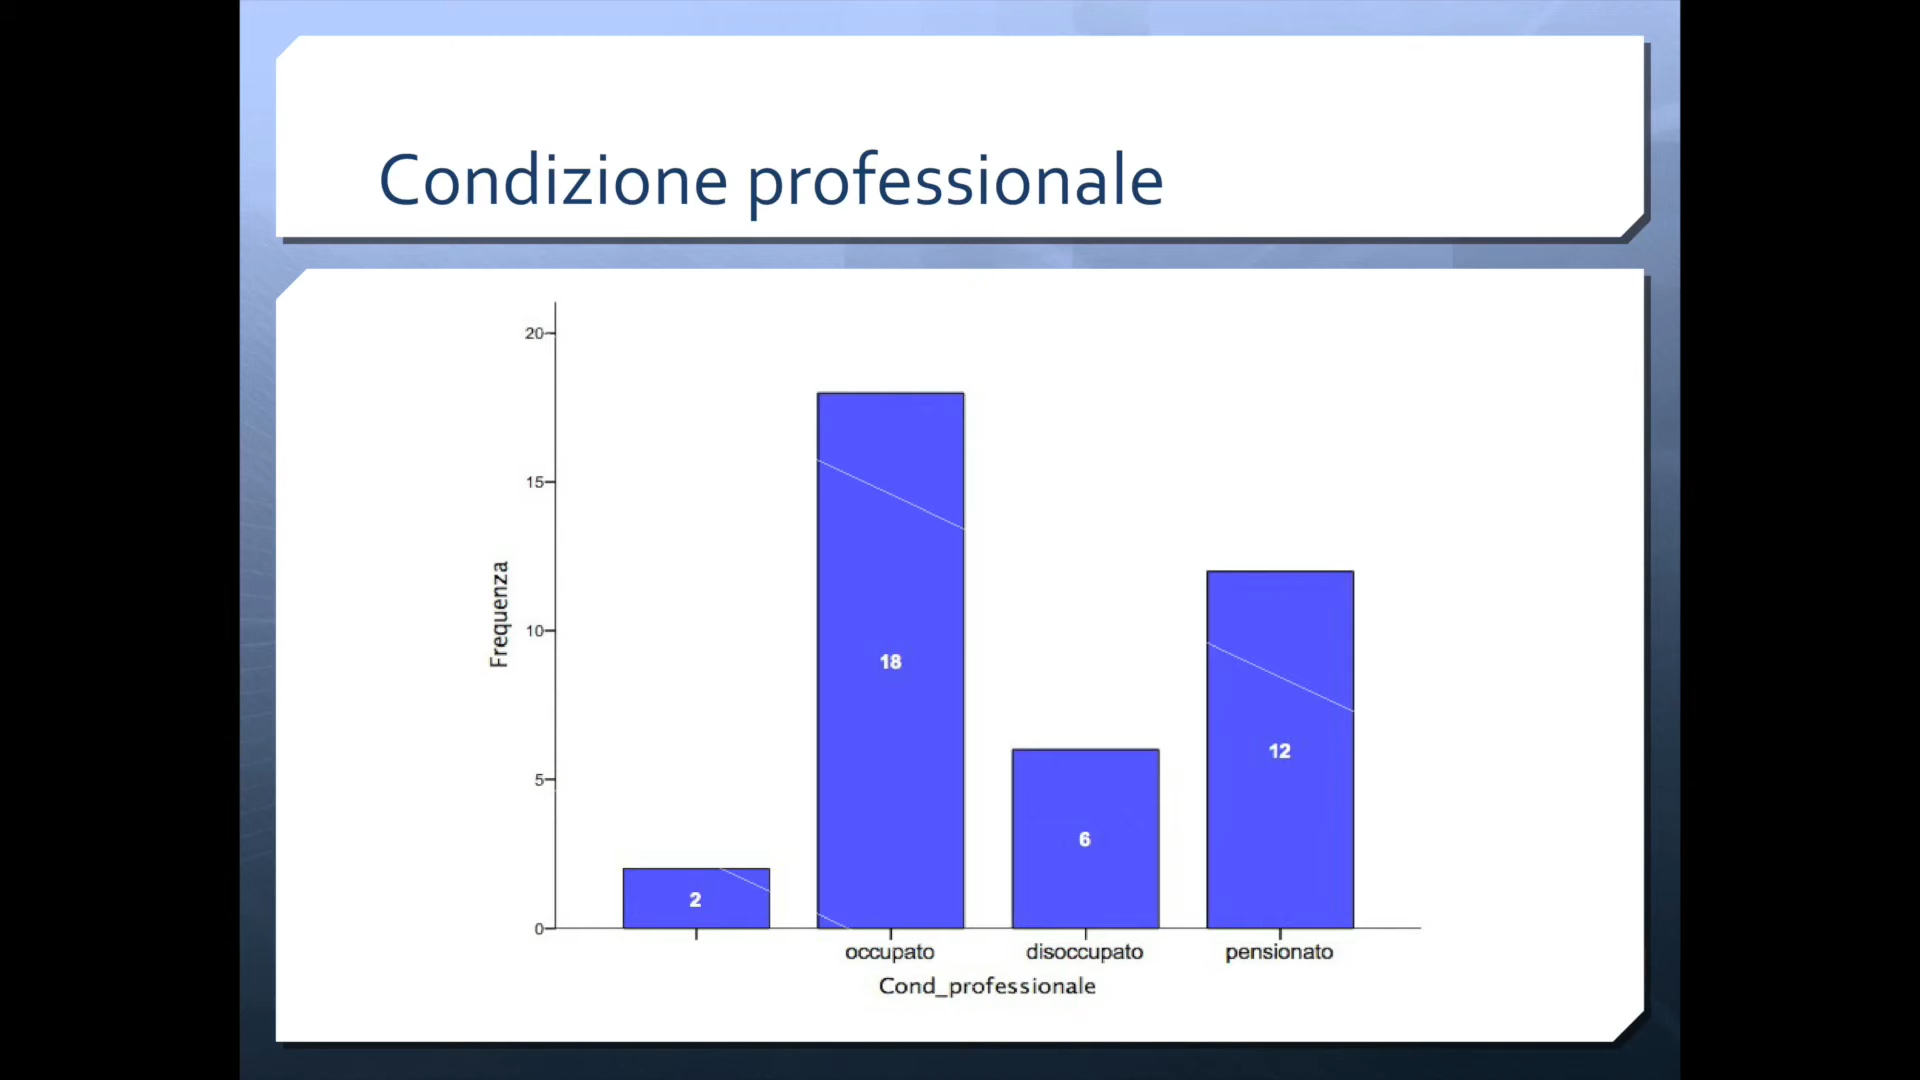 Condizione professionale
20
15
10
5
0
Frequenza
2
18
6
12
occupato disoccupato pensionato
Cond_professionale